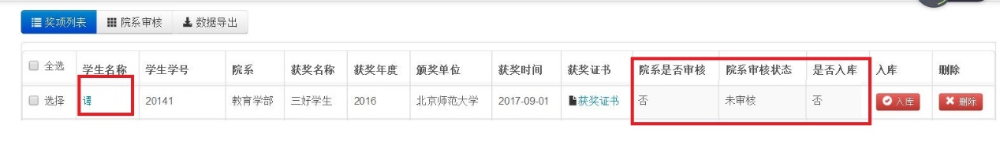 奖项列表 院系审核 数据导出
全选 学生名称 学生学号 院系 获奖名称 获奖年度 颁奖单位 获奖时间 获奖证书 院系是否审核 院系审核状态 是否入库 入库 删除
选择 谭 20141 教育学部 三好学生 2016 北京师范大学 2017-09-01 获奖证书 否 未审核 否 入库 删除